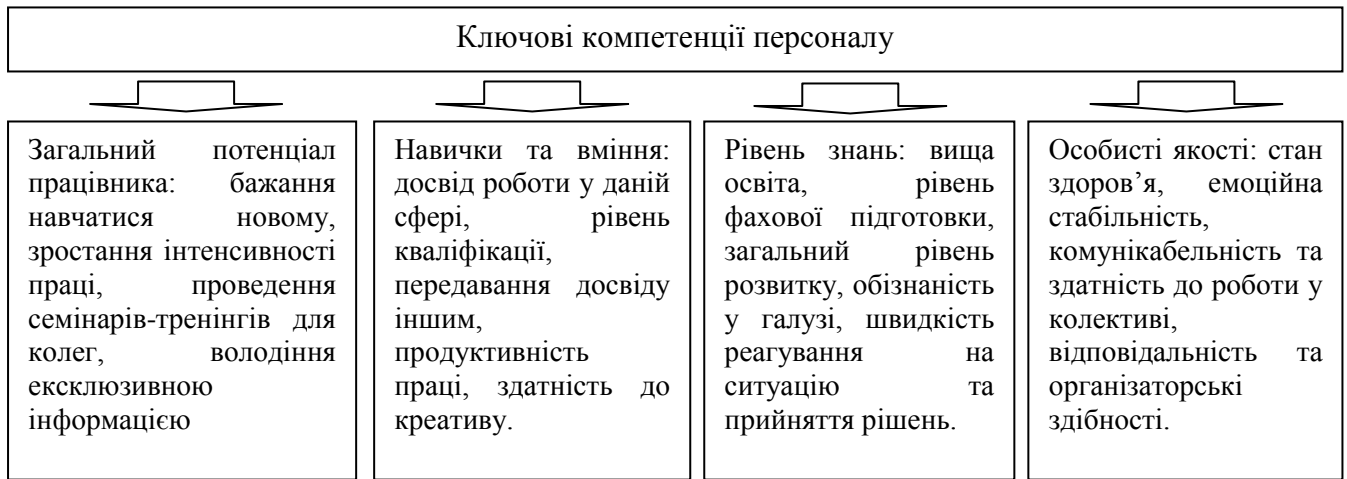 Ключові компетенції персоналу
Загальний потенціал
працівника: бажання
навчатися новому,
зростання інтенсивності
праці, проведення
семінарів-тренінгів для
колег, володіння
ексклюзивною
інформацією
Навички та вміння:
досвід роботи у даній
сфері, рівень
кваліфікації,
передавання досвіду
іншим,
продуктивність
праці, здатність до
креативу.
Рівень знань: вища
освіта, рівень
фахової підготовки,
загальний рівень
розвитку, обізнаність
у галузі, швидкість
реагування на
ситуацію та
прийняття рішень.
Особисті якості: стан
здоров’я, емоційна
стабільність,
комунікабельність та
здатність до роботи у
колективі,
відповідальність та
організаторські
здібності.